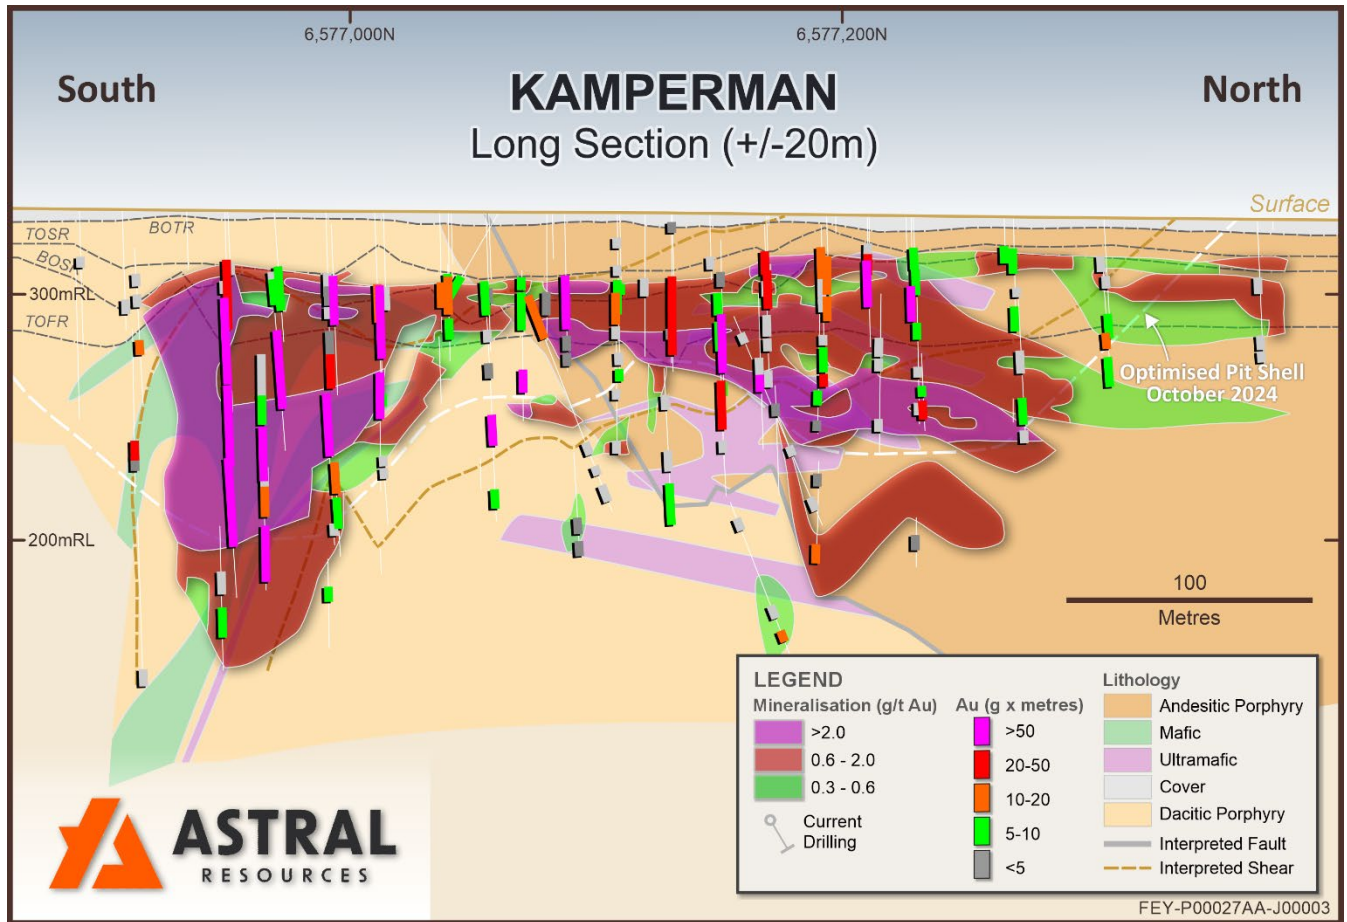 6,577,000N
6,577,200N
South
KAMPERMAN
North
Long Section (+/-20m)
Surface
TOSR
BOTR
BOSR
300mRL
TOFR
Optimised Pit Shell
October 2024
200mRL
100
Metres
LEGEND
Mineralisation (g/t Au)
>2.0
0.6 - 2.0
0.3 - 0.6
Current
Drilling
Au (g x metres)
>50
20-50
10-20
5-10
<5
Lithology
Andesitic Porphyry
Mafic
Ultramafic
Cover
Dacitic Porphyry
Interpreted Fault
Interpreted Shear
ASTRAL
RESOURCES
FEY-P00027AA-J00003